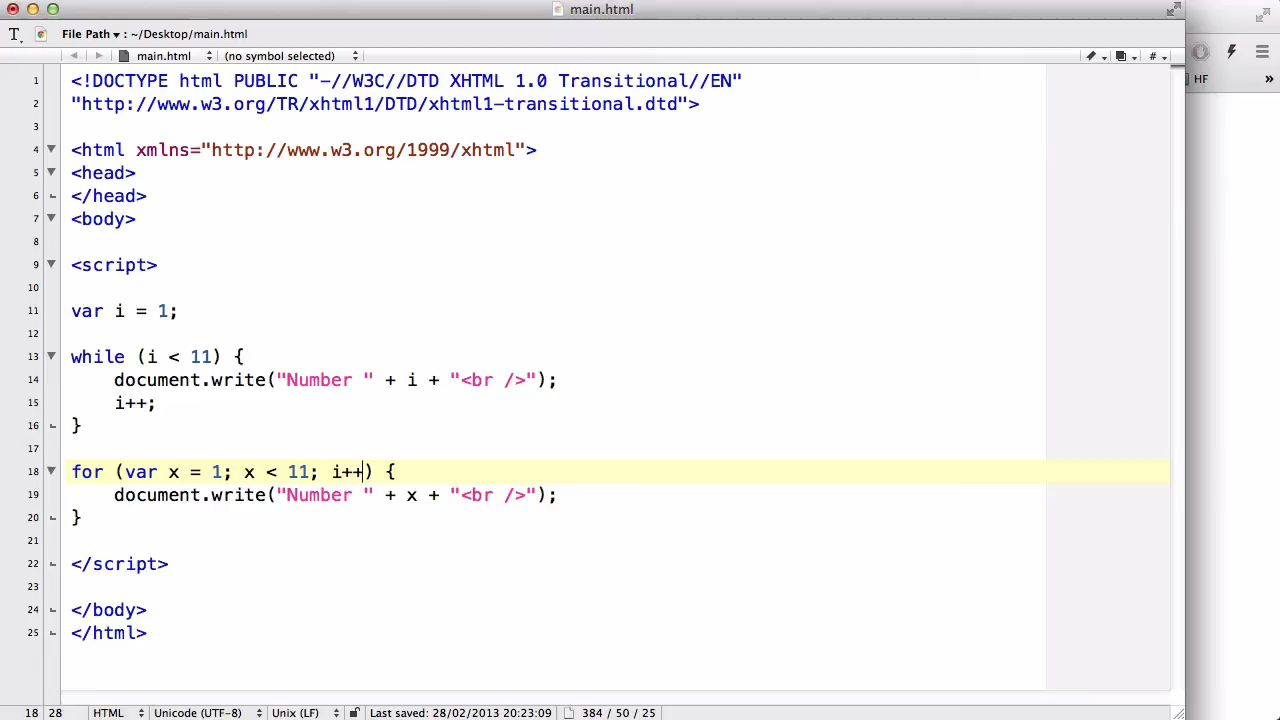 main.html
File Path ▾ : ~/Desktop/main.html
main.html (no symbol selected) #
HF »
1 <!DOCTYPE html PUBLIC "-//W3C//DTD XHTML 1.0 Transitional//EN"
2 "http://www.w3.org/TR/xhtml1/DTD/xhtml1-transitional.dtd">
3
4 <html xmlns="http://www.w3.org/1999/xhtml">
5 <head>
6 </head>
7 <body>
8
9 <script>
10
11 var i = 1;
12
13 while (i < 11) {
14 document.write("Number " + i + "<br />");
15 i++;
16 }
17
18 for (var x = 1; x < 11; i++) {
19 document.write("Number " + x + "<br />");
20 }
21
22 </script>
23
24 </body>
25 </html>
18 28 HTML Unicode (UTF-8) Unix (LF) Last saved: 28/02/2013 20:23:09 384 / 50 / 25